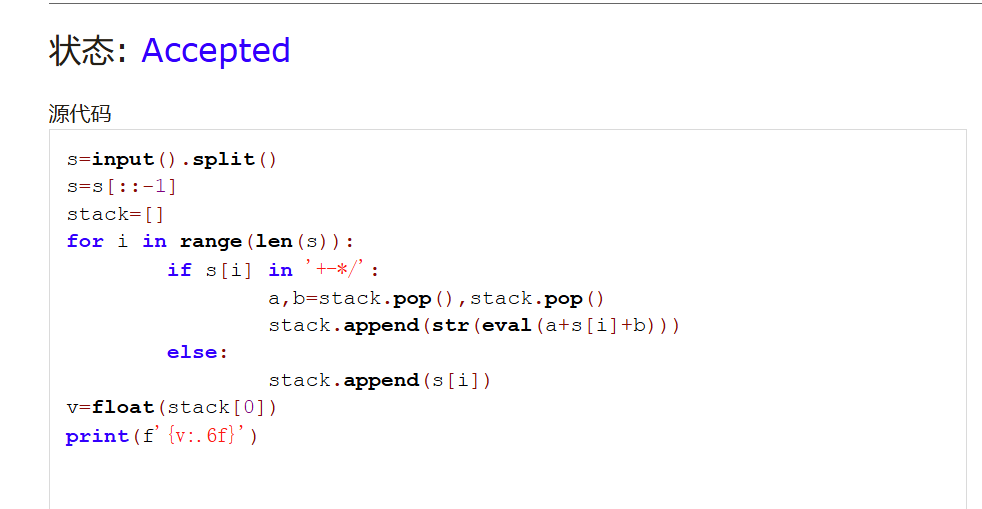 状态: Accepted
源代码
s=input().split()
s=s[::-1]
stack=[]
for i in range(len(s)):
        if s[i] in '+-*/':
                a,b=stack.pop(),stack.pop()
                stack.append(str(eval(a+s[i]+b)))
        else:
                stack.append(s[i])
v=float(stack[0])
print(f'{v:.6f}')